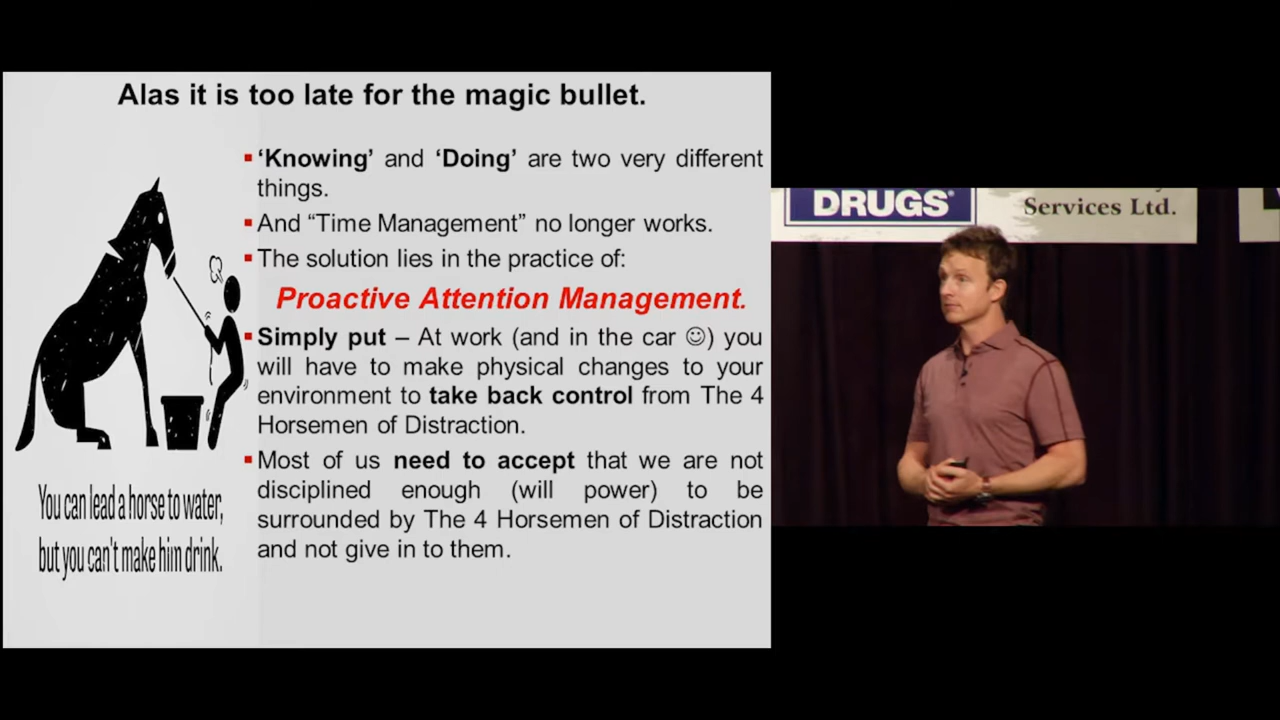 Alas it is too late for the magic bullet.
▪ ‘Knowing’ and ‘Doing’ are two very different
things.
▪ And “Time Management” no longer works.
▪ The solution lies in the practice of:
Proactive Attention Management.
▪ Simply put – At work (and in the car ☺) you
will have to make physical changes to your
environment to take back control from The 4
Horsemen of Distraction.
▪ Most of us need to accept that we are not
disciplined enough (will power) to be
surrounded by The 4 Horsemen of Distraction
and not give in to them.
You can lead a horse to water,
but you can't make him drink.
DRUGS
Services Ltd.